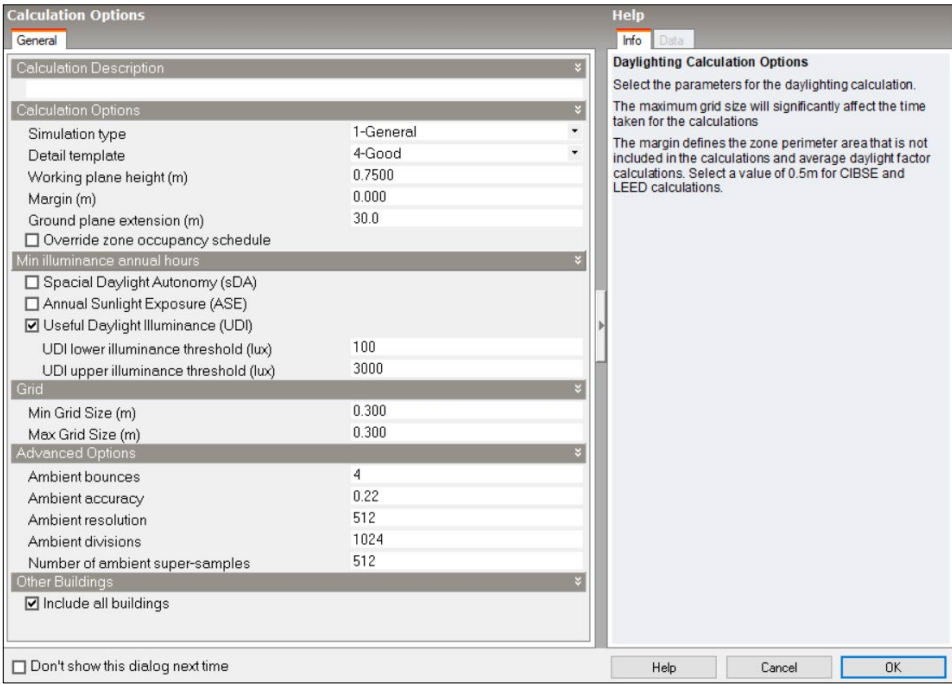 Calculation Options
General
Calculation Description
Calculation Options
Simulation type 1-General
Detail template 4-Good
Working plane height (m) 0.7500
Margin (m) 0.000
Ground plane extension (m) 30.0
Override zone occupancy schedule
Min illuminance annual hours
Spacial Daylight Autonomy (sDA)
Annual Sunlight Exposure (ASE)
Useful Daylight Illuminance (UDI)
UDI lower illuminance threshold (lux) 100
UDI upper illuminance threshold (lux) 3000
Grid
Min Grid Size (m) 0.300
Max Grid Size (m) 0.300
Advanced Options
Ambient bounces 4
Ambient accuracy 0.22
Ambient resolution 512
Ambient divisions 1024
Number of ambient super-samples 512
Other Buildings
Include all buildings
Don't show this dialog next time
Help
Info Data
Daylighting Calculation Options
Select the parameters for the daylighting calculation.
The maximum grid size will significantly affect the time
taken for the calculations
The margin defines the zone perimeter area that is not
included in the calculations and average daylight factor
calculations. Select a value of 0.5m for CIBSE and
LEED calculations.
Help Cancel OK